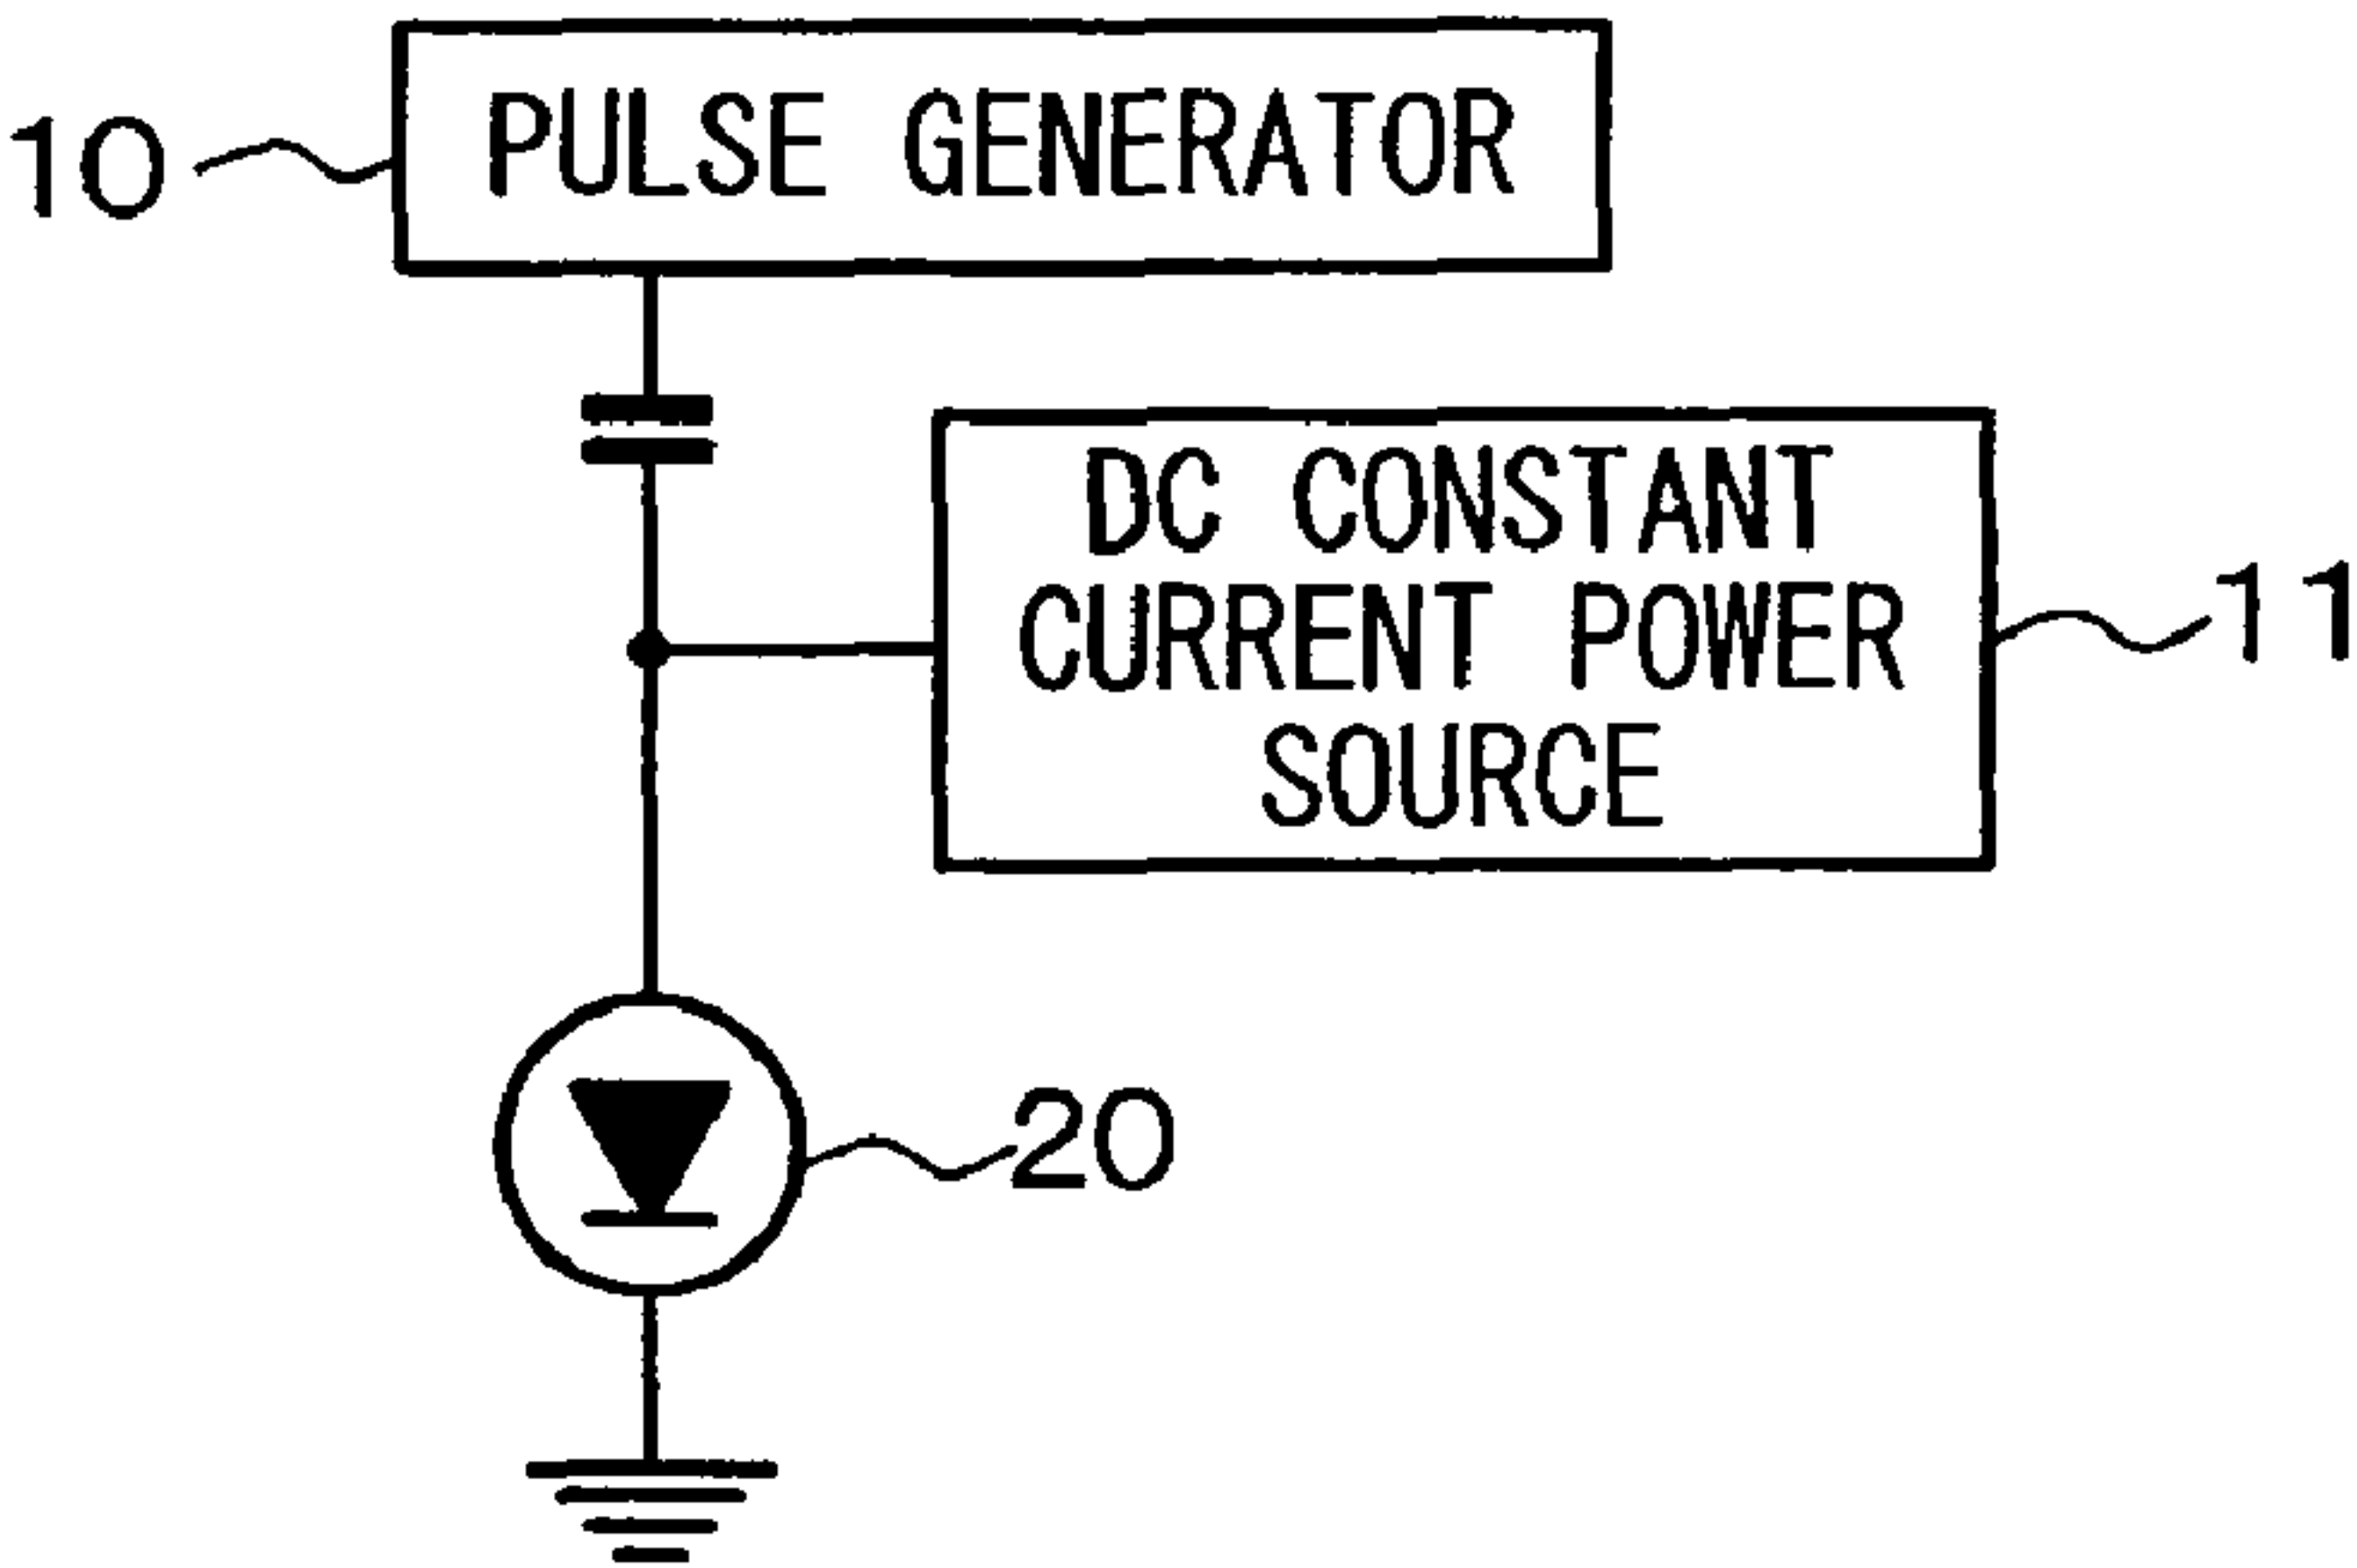 10
PULSE GENERATOR
DC CONSTANT
CURRENT POWER
SOURCE
11
20